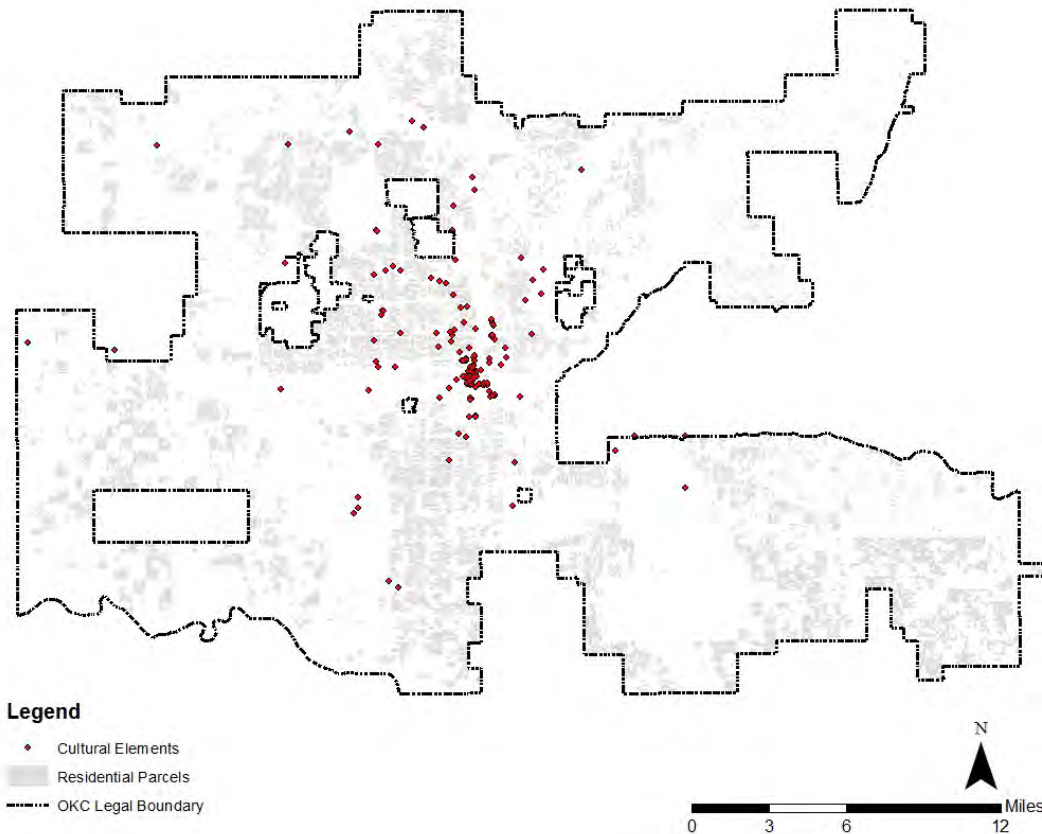 Legend
Cultural Elements
Residential Parcels
OKC Legal Boundary
N
Miles
0 3 6 12